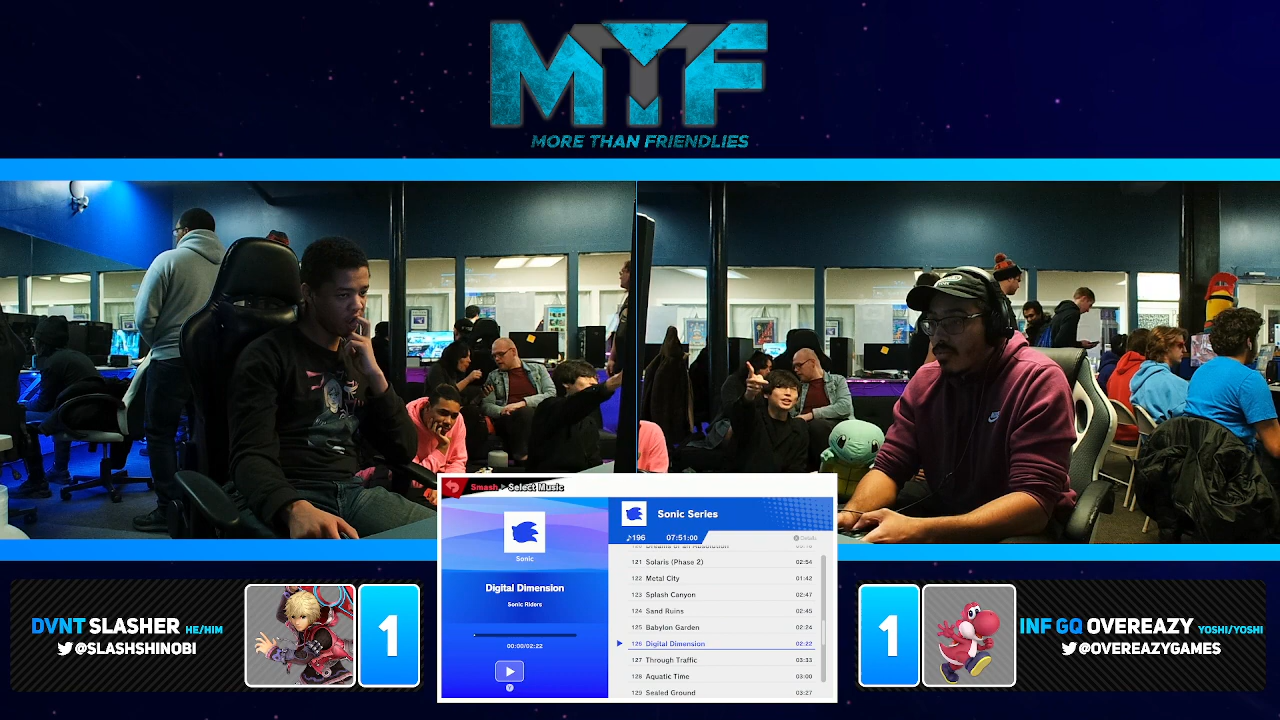 MTF
MORE THAN FRIENDLIES
Smash ▸ Select Music
Sonic Series
♪196 07:51:00
Details
Sonic
Digital Dimension
Sonic Riders
00:00/02:22
121 Solaris (Phase 2) 02:54
122 Metal City 01:42
123 Splash Canyon 02:47
124 Sand Ruins 02:45
125 Babylon Garden 02:24
126 Digital Dimension 02:22
127 Through Traffic 03:33
128 Aquatic Time 03:00
129 Sealed Ground 03:27
DVNT SLASHER HE/HIM
@SLASHSHINOBI
1
1
INF GQ OVEREAZY YOSHI/YOSHI
@OVEREAZYGAMES